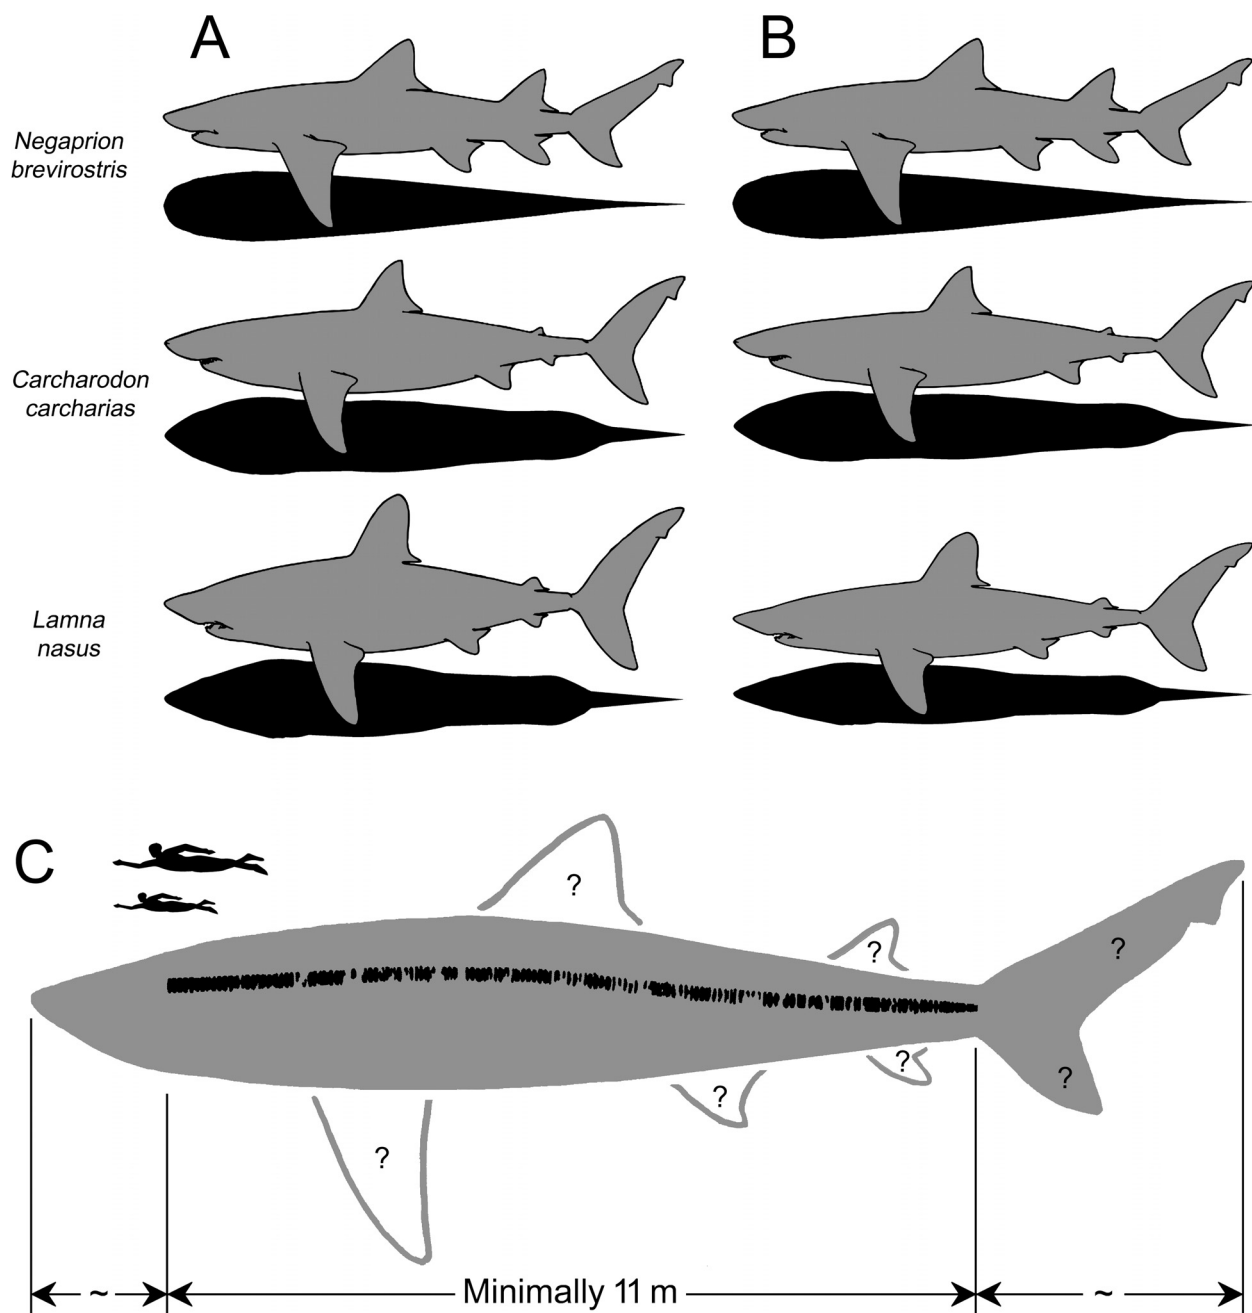 A
B
Negaprion
brevirostris
Carcharodon
carcharias
Lamna
nasus
C
?
?
?
?
?
?
?
~
Minimally 11 m
~